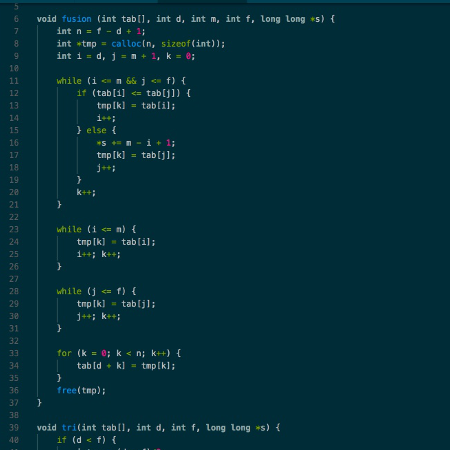 5
6 void fusion (int tab[], int d, int m, int f, long long *s) {
7 int n = f - d + 1;
8 int *tmp = calloc(n, sizeof(int));
9 int i = d, j = m + 1, k = 0;
10
11 while (i <= m && j <= f) {
12 if (tab[i] <= tab[j]) {
13 tmp[k] = tab[i];
14 i++;
15 } else {
16 *s += m - i + 1;
17 tmp[k] = tab[j];
18 j++;
19 }
20 k++;
21 }
22
23 while (i <= m) {
24 tmp[k] = tab[i];
25 i++; k++;
26 }
27
28 while (j <= f) {
29 tmp[k] = tab[j];
30 j++; k++;
31 }
32
33 for (k = 0; k < n; k++) {
34 tab[d + k] = tmp[k];
35 }
36 free(tmp);
37 }
38
39 void tri(int tab[], int d, int f, long long *s) {
40 if (d < f) {